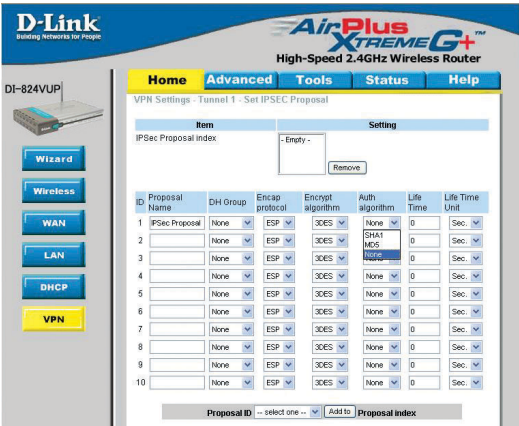 D-Link
Building Networks for People
AirPlus
XTREME G+™
High-Speed 2.4GHz Wireless Router
DI-824VUP
Home Advanced Tools Status Help
VPN Settings - Tunnel 1 - Set IPSEC Proposal
Item Setting
IPSec Proposal index - Empty -
Remove
Wizard
Wireless
WAN
LAN
DHCP
VPN
ID Proposal Name DH Group Encap protocol Encrypt algorithm Auth algorithm Life Time Life Time Unit
1 IPSec Proposal None ESP 3DES None 0 Sec.
SHA1
MD5
None
2 None ESP 3DES 0 Sec.
3 None ESP 3DES None 0 Sec.
4 None ESP 3DES None 0 Sec.
5 None ESP 3DES None 0 Sec.
6 None ESP 3DES None 0 Sec.
7 None ESP 3DES None 0 Sec.
8 None ESP 3DES None 0 Sec.
9 None ESP 3DES None 0 Sec.
10 None ESP 3DES None 0 Sec.
Proposal ID -- select one -- Add to Proposal index